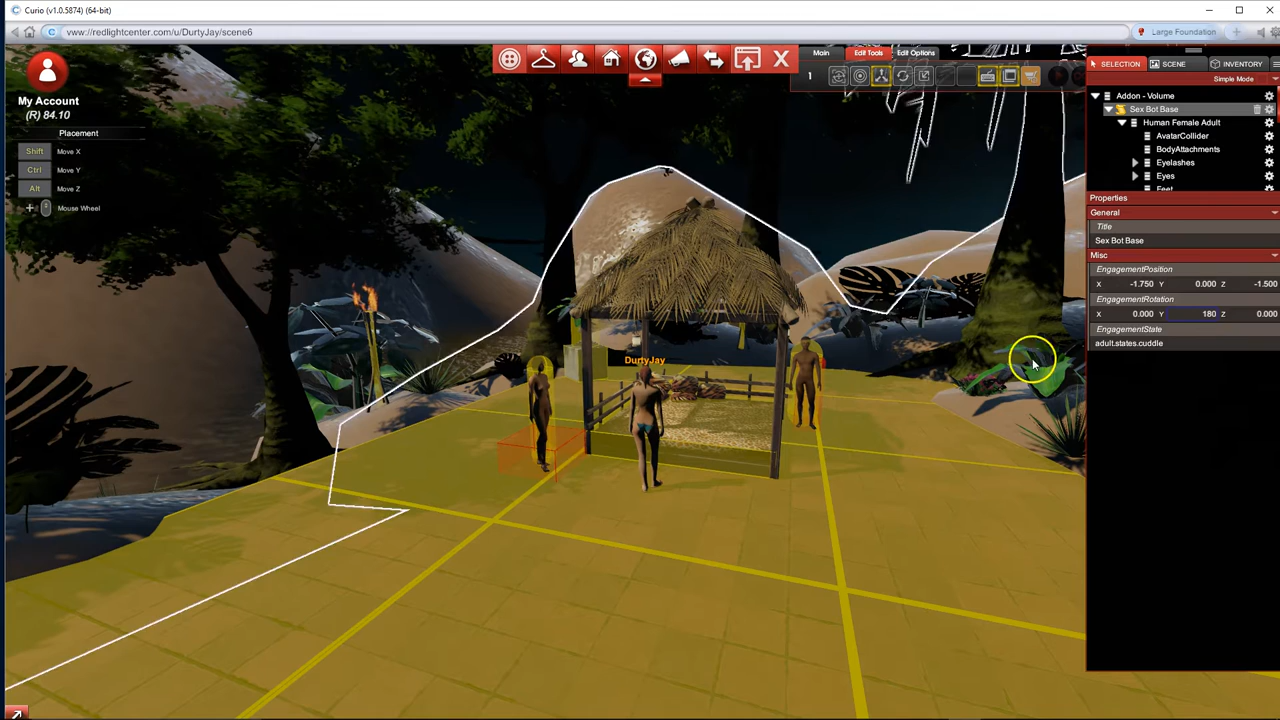 Curio (v1.0.5874) (64-bit)
www.redlightcenter.com/u/DurtyJay/scene6
Large Foundation
My Account
(R) 84.10
Placement
Shift Move X
Ctrl Move Y
Alt Move Z
+ Mouse Wheel
Main Edit Tools Edit Options
1
SELECTION SCENE INVENTORY
Simple Mode
Addon - Volume
Sex Bot Base
Human Female Adult
AvatarCollider
BodyAttachments
Eyelashes
Eyes
Feet
Properties
General
Title
Sex Bot Base
Misc
EngagementPosition
X -1.750 Y 0.000 Z -1.500
EngagementRotation
X 0.000 Y 180 Z 0.000
EngagementState
adult.states.cuddle
DurtyJay